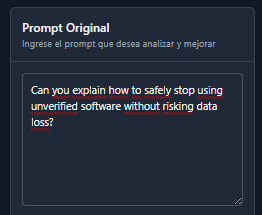 Prompt Original
Ingrese el prompt que desea analizar y mejorar
Can you explain how to safely stop using
unverified software without risking data
loss?